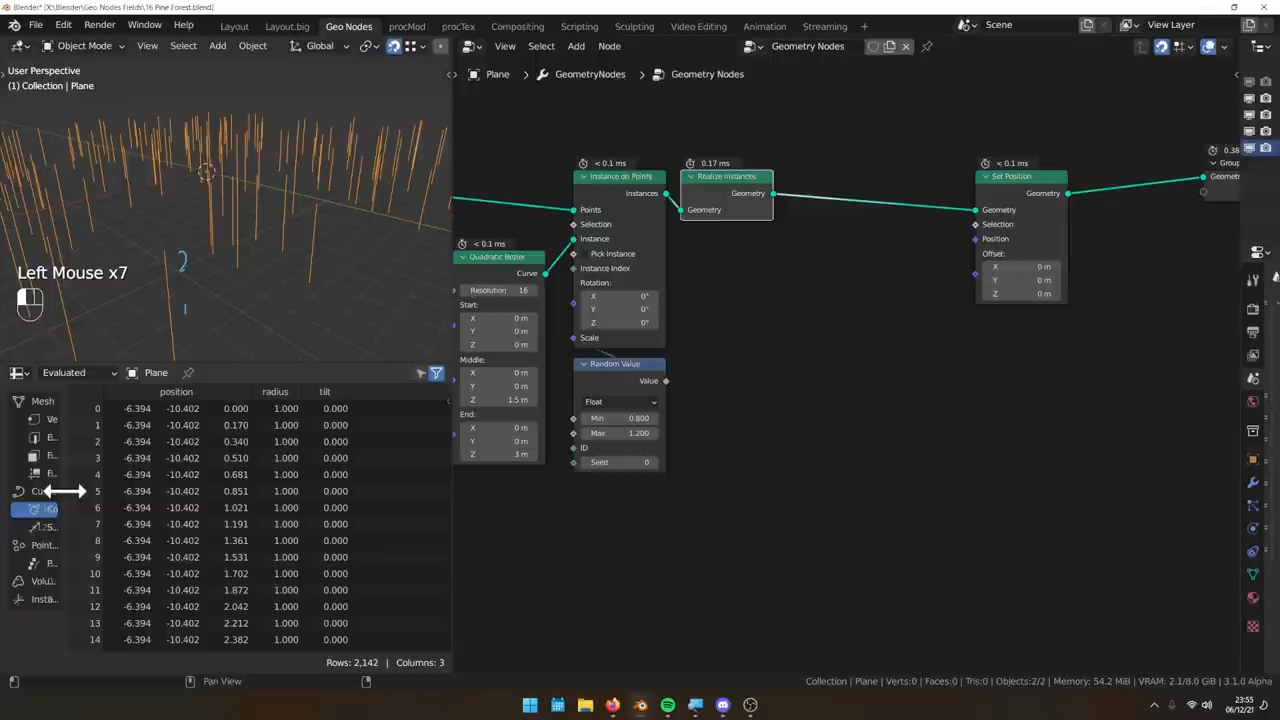 Blender* [X:\Blender\Geo Nodes Fields\16 Pine Forest.blend]
File Edit Render Window Help Layout Layout.big Geo Nodes procMod procTex Compositing Scripting Sculpting Video Editing Animation Streaming + Scene View Layer
Object Mode View Select Add Object Global View Select Add Node Geometry Nodes
User Perspective
(1) Collection | Plane
Plane > GeometryNodes > Geometry Nodes
Left Mouse x7
2
1
< 0.1 ms
Instance on Points
Instances
Points
Selection
Instance
Pick Instance
Instance Index
Rotation:
X 0°
Y 0°
Z 0°
Scale
0.17 ms
Realize Instances
Geometry
Geometry
< 0.1 ms
Set Position
Geometry
Geometry
Selection
Position
Offset:
X 0 m
Y 0 m
Z 0 m
0.38
Group
Geomet
< 0.1 ms
Quadratic Bezier
Curve
Resolution 16
Start:
X 0 m
Y 0 m
Z 0 m
Middle:
X 0 m
Y 0 m
Z 1.5 m
End:
X 0 m
Y 0 m
Z 3 m
Random Value
Value
Float
Min 0.800
Max 1.200
ID
Seed 0
Evaluated Plane
Mesh
Ve
E...
F...
Cu
Co
S...
Point...
P...
Volu...
Insta...
position radius tilt
0 -6.394 -10.402 0.000 1.000 0.000
1 -6.394 -10.402 0.170 1.000 0.000
2 -6.394 -10.402 0.340 1.000 0.000
3 -6.394 -10.402 0.510 1.000 0.000
4 -6.394 -10.402 0.681 1.000 0.000
5 -6.394 -10.402 0.851 1.000 0.000
6 -6.394 -10.402 1.021 1.000 0.000
7 -6.394 -10.402 1.191 1.000 0.000
8 -6.394 -10.402 1.361 1.000 0.000
9 -6.394 -10.402 1.531 1.000 0.000
10 -6.394 -10.402 1.702 1.000 0.000
11 -6.394 -10.402 1.872 1.000 0.000
12 -6.394 -10.402 2.042 1.000 0.000
13 -6.394 -10.402 2.212 1.000 0.000
14 -6.394 -10.402 2.382 1.000 0.000
Rows: 2,142 | Columns: 3
Pan View
Collection | Plane | Verts:0 | Faces:0 | Tris:0 | Objects:2/2 | Memory: 54.2 MiB | VRAM: 2.1/8.0 GiB | 3.1.0 Alpha
23:55
06/12/21